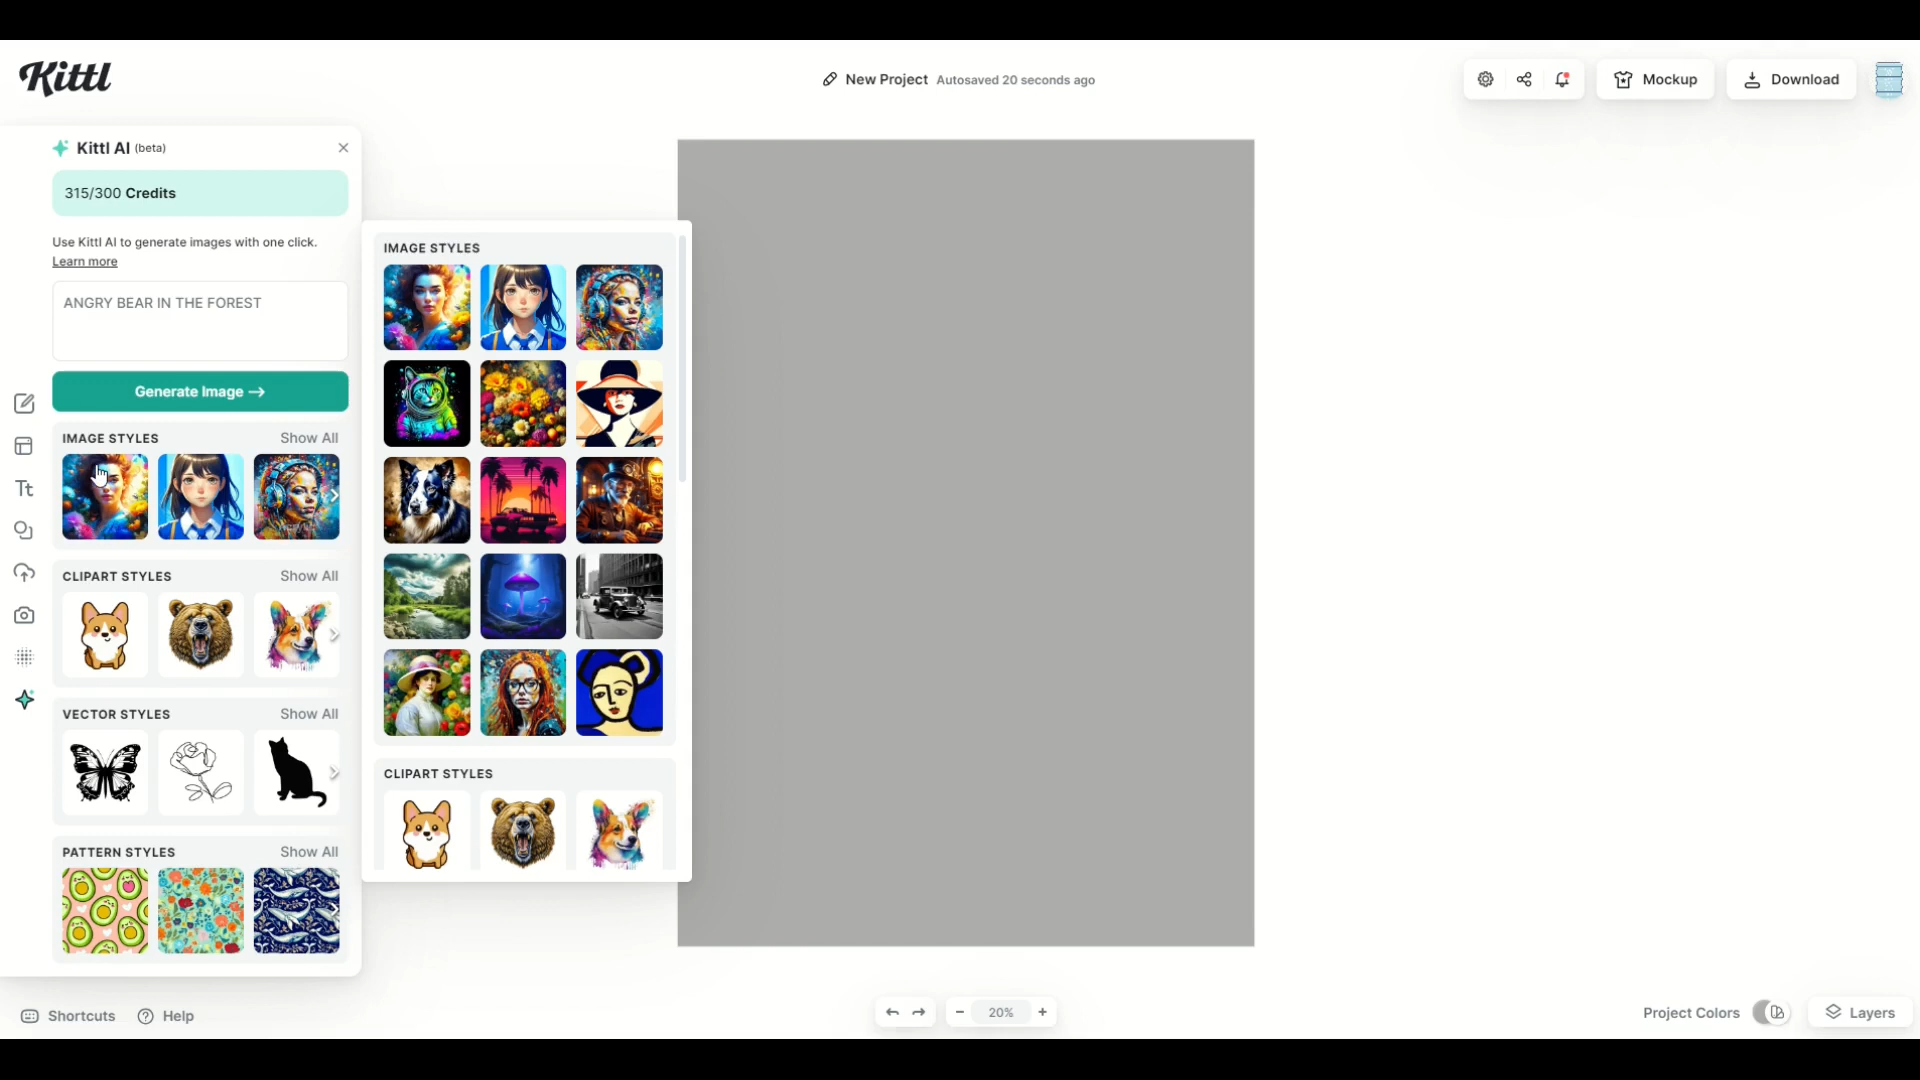 Kittl
New Project Autosaved 20 seconds ago
Mockup
Download
Kittl AI (beta)
315/300 Credits
Use Kittl AI to generate images with one click.
Learn more
ANGRY BEAR IN THE FOREST
Generate Image →
IMAGE STYLES Show All
CLIPART STYLES Show All
VECTOR STYLES Show All
PATTERN STYLES Show All
IMAGE STYLES
CLIPART STYLES
Tt
Shortcuts
Help
20%
Project Colors
Layers